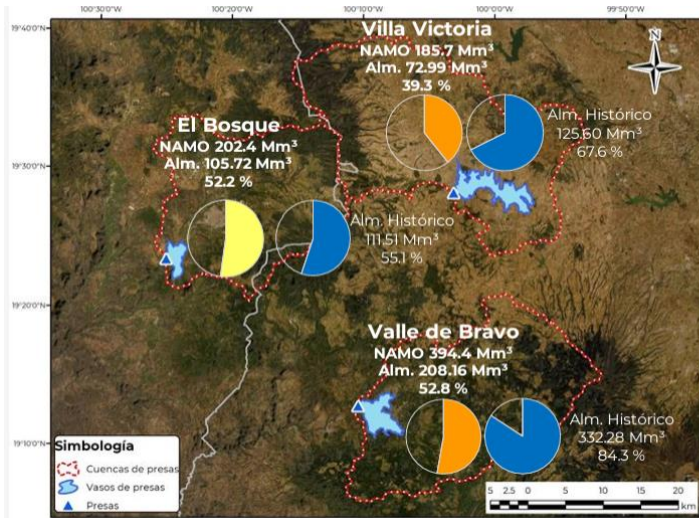 100°30'0"O
100°20'0"O
100°10'0"O
100°0'0"O
99°50'0"O
19°40'0"N
19°30'0"N
19°20'0"N
19°10'0"N
N
Villa Victoria
NAMO 185.7 Mm³
Alm. 72.99 Mm³
39.3 %
Alm. Histórico
125.60 Mm³
67.6 %
El Bosque
NAMO 202.4 Mm³
Alm. 105.72 Mm³
52.2 %
Alm. Histórico
111.51 Mm³
55.1 %
Valle de Bravo
NAMO 394.4 Mm³
Alm. 208.16 Mm³
52.8 %
Alm. Histórico
332.28 Mm³
84.3 %
Simbología
Cuencas de presas
Vasos de presas
Presas
5 2.5 0 5 10 15 20
km